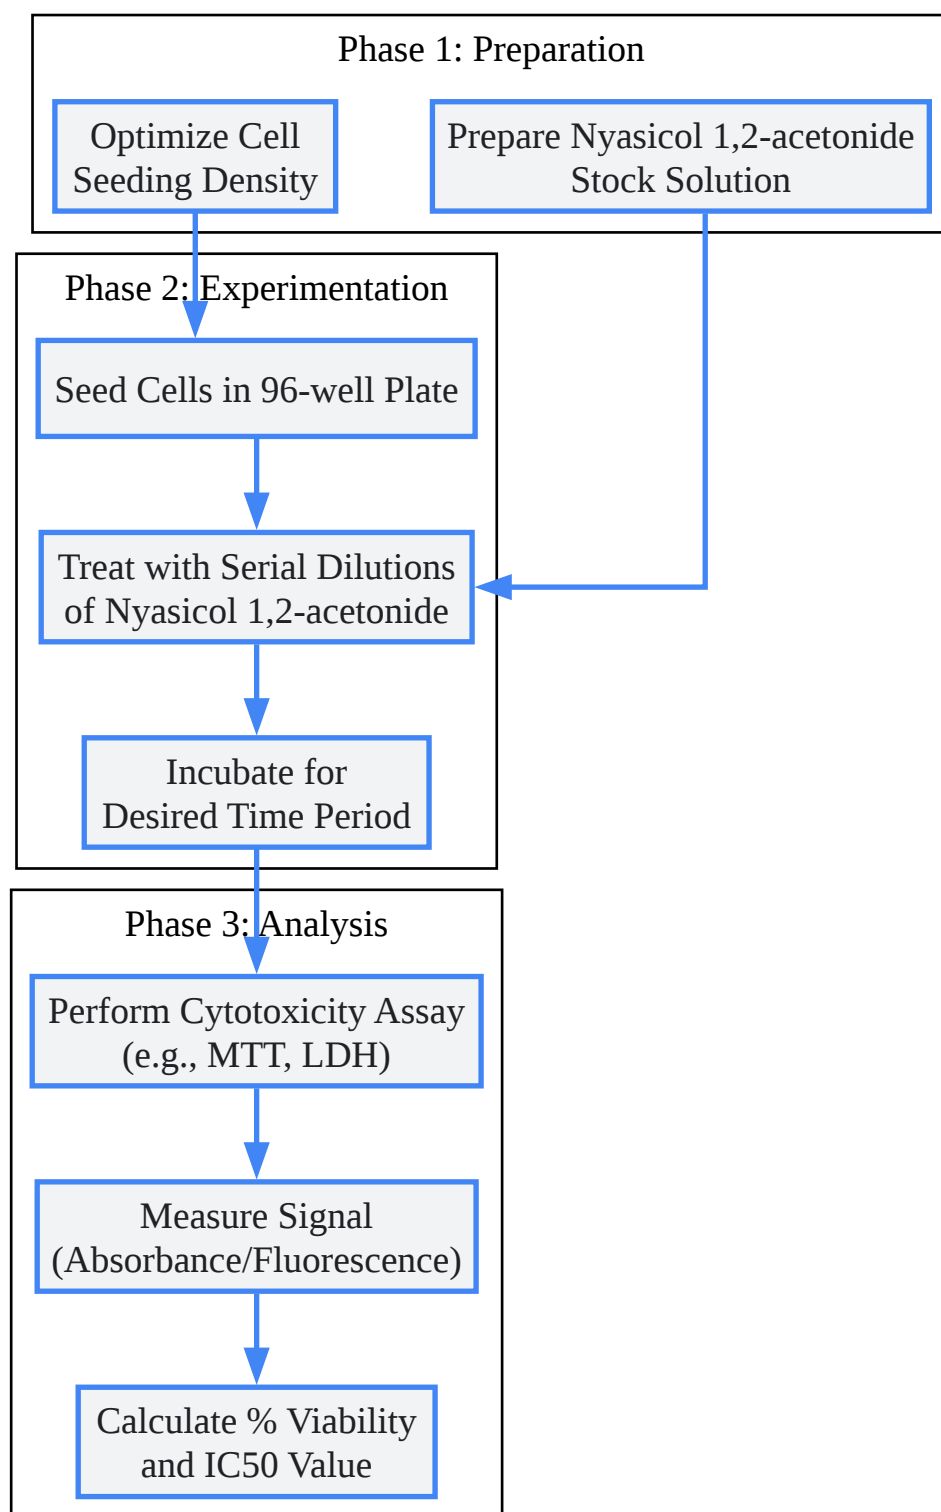 Phase 1: Preparation
Optimize Cell
Seeding Density
Prepare Nyasicol 1,2-acetonide
Stock Solution
Phase 2: Experimentation
Seed Cells in 96-well Plate
Treat with Serial Dilutions
of Nyasicol 1,2-acetonide
Incubate for
Desired Time Period
Phase 3: Analysis
Perform Cytotoxicity Assay
(e.g., MTT, LDH)
Measure Signal
(Absorbance/Fluorescence)
Calculate % Viability
and IC50 Value